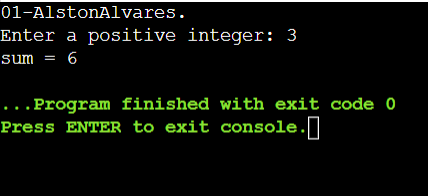 01-AlstonAlvares.
Enter a positive integer: 3
sum = 6
...Program finished with exit code 0
Press ENTER to exit console.